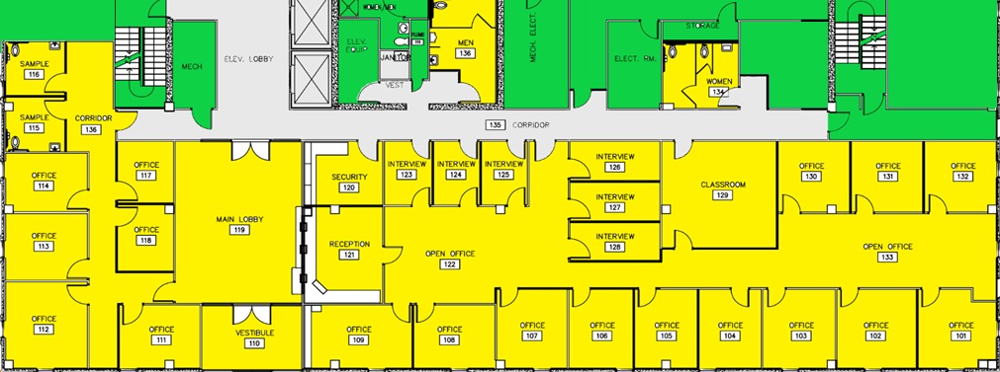 WOMEN/MEN
SAMPLE
116
MECH
ELEV. LOBBY
ELEV.
EQUIP
JANITOR
PLUMB
VEST
MEN
136
MECH. ELECT.
ELECT. RM.
STORAGE
WOMEN
134
SAMPLE
115
CORRIDOR
136
135 CORRIDOR
OFFICE
114
OFFICE
117
SECURITY
120
INTERVIEW
123
INTERVIEW
124
INTERVIEW
125
INTERVIEW
126
CLASSROOM
129
OFFICE
130
OFFICE
131
OFFICE
132
INTERVIEW
127
MAIN LOBBY
119
OFFICE
113
OFFICE
118
RECEPTION
121
OPEN OFFICE
122
INTERVIEW
128
OPEN OFFICE
133
OFFICE
112
OFFICE
111
VESTIBULE
110
OFFICE
109
OFFICE
108
OFFICE
107
OFFICE
106
OFFICE
105
OFFICE
104
OFFICE
103
OFFICE
102
OFFICE
101